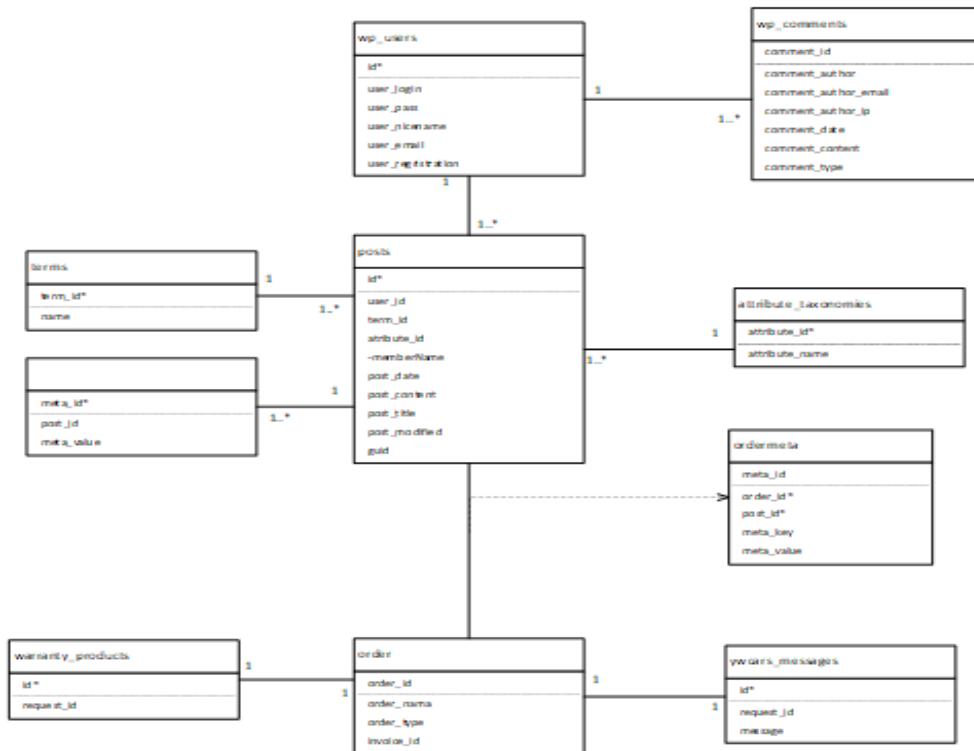 wp_users
id*
user_login
user_pass
user_nicename
user_email
user_registration
wp_comments
comment_id
comment_author
comment_author_email
comment_author_ip
comment_date
comment_content
comment_type
1
1...*
1
1...*
terms
term_id*
name
1
1...*
posts
id*
user_id
term_id
atribute_id
-memberName
post_date
post_content
post_title
post_modified
guid
attribute_taxonomies
attribute_id*
attribute_name
1
1...*
meta_id*
post_id
meta_value
1
1...*
ordermeta
meta_id
order_id*
post_id*
meta_key
meta_value
warranty_products
id*
request_id
1
1
order
order_id
order_nama
order_type
invoice_id
1
1
ywcars_messages
id*
request_id
message